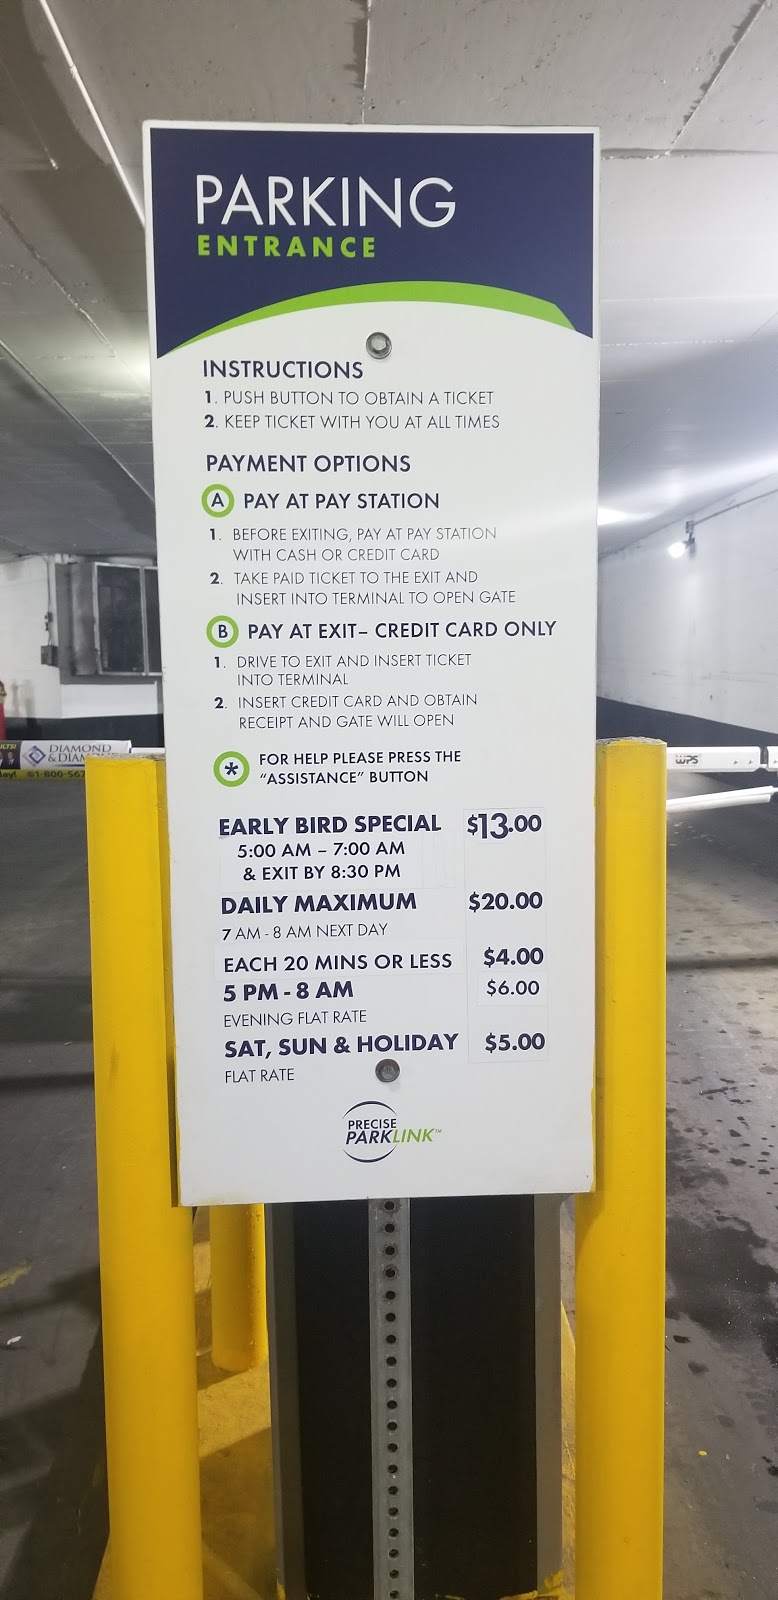 PARKING
ENTRANCE
INSTRUCTIONS
1. PUSH BUTTON TO OBTAIN A TICKET
2. KEEP TICKET WITH YOU AT ALL TIMES
PAYMENT OPTIONS
A PAY AT PAY STATION
1. BEFORE EXITING, PAY AT PAY STATION
WITH CASH OR CREDIT CARD
2. TAKE PAID TICKET TO THE EXIT AND
INSERT INTO TERMINAL TO OPEN GATE
B PAY AT EXIT– CREDIT CARD ONLY
1. DRIVE TO EXIT AND INSERT TICKET
INTO TERMINAL
2. INSERT CREDIT CARD AND OBTAIN
RECEIPT AND GATE WILL OPEN
* FOR HELP PLEASE PRESS THE
"ASSISTANCE" BUTTON
EARLY BIRD SPECIAL $13.00
5:00 AM – 7:00 AM
& EXIT BY 8:30 PM
DAILY MAXIMUM $20.00
7 AM - 8 AM NEXT DAY
EACH 20 MINS OR LESS $4.00
5 PM - 8 AM $6.00
EVENING FLAT RATE
SAT, SUN & HOLIDAY $5.00
FLAT RATE
PRECISE
PARKLINK™
DIAMOND
&
1-800-567
WPS